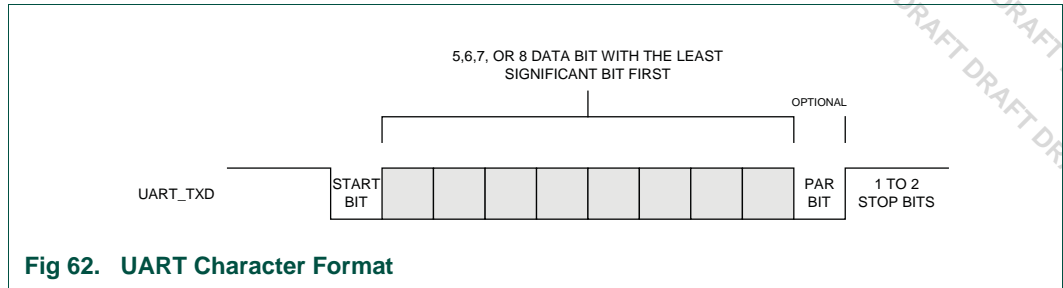 DRAFT DRAFT DRAFT
DRAFT DRA
5,6,7, OR 8 DATA BIT WITH THE LEAST
SIGNIFICANT BIT FIRST
OPTIONAL
UART_TXD
START
BIT
PAR
BIT
1 TO 2
STOP BITS
Fig 62. UART Character Format